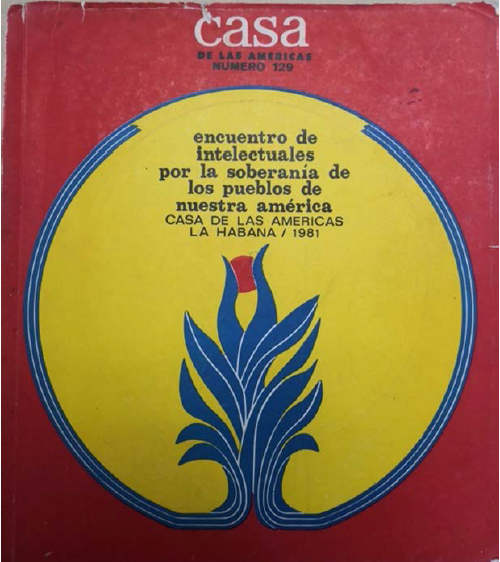 casa
DE LAS AMERICAS
NUMERO 129
encuentro de
intelectuales
por la soberanía de
los pueblos de
nuestra américa
CASA DE LAS AMERICAS
LA HABANA / 1981